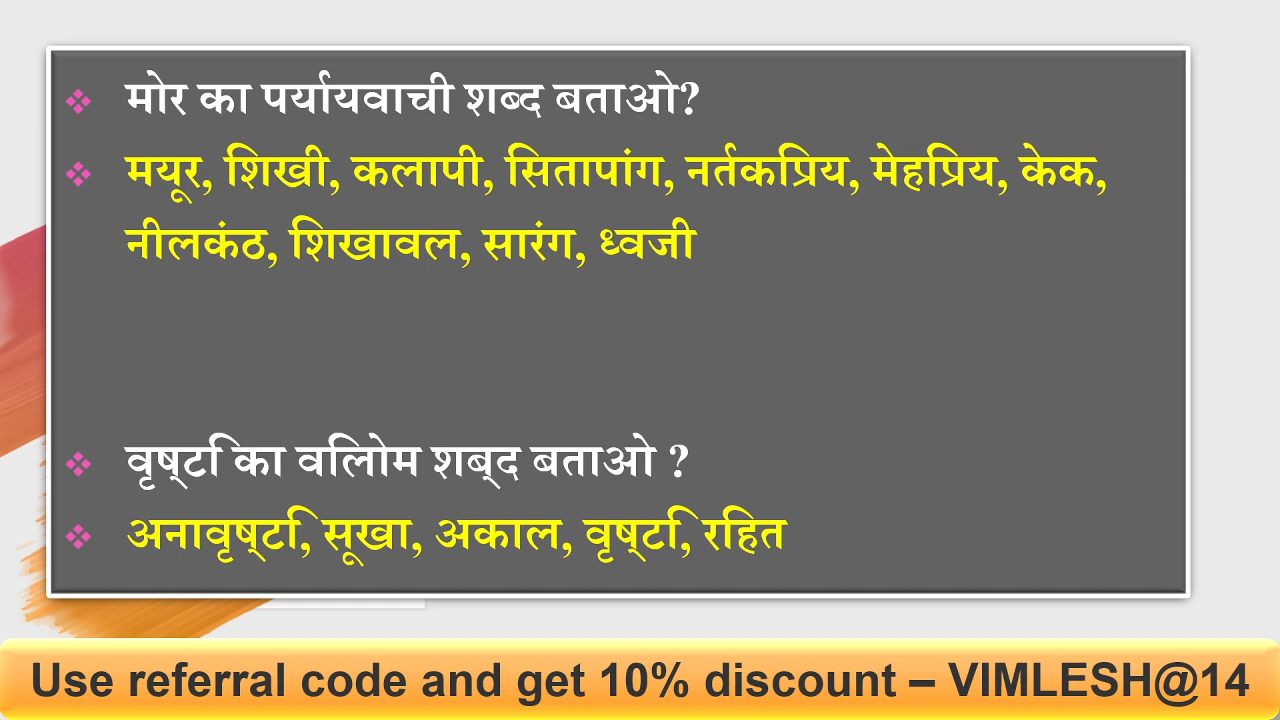 मोर का पर्यायवाची शब्द बताओ?
मयूर, शिखी, कलापी, सितापांग, नर्तकप्रिय, मेहप्रिय, केक,
नीलकंठ, शिखावल, सारंग, ध्वजी
वृष्टि का विलोम शब्द बताओ ?
अनावृष्टि, सूखा, अकाल, वृष्टि, रहित
Use referral code and get 10% discount – VIMLESH@14